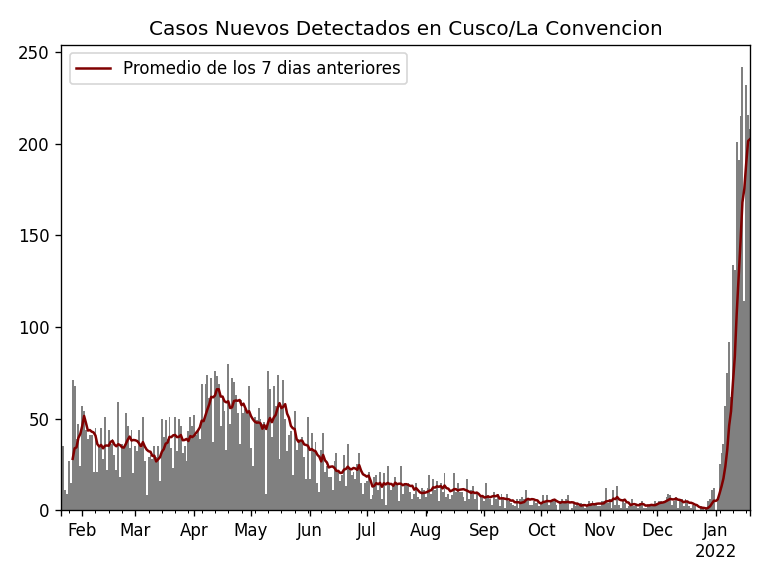 Casos Nuevos Detectados en Cusco/La Convencion
Promedio de los 7 dias anteriores
250
200
150
100
50
0
Feb Mar Apr May Jun Jul Aug Sep Oct Nov Dec Jan
2022